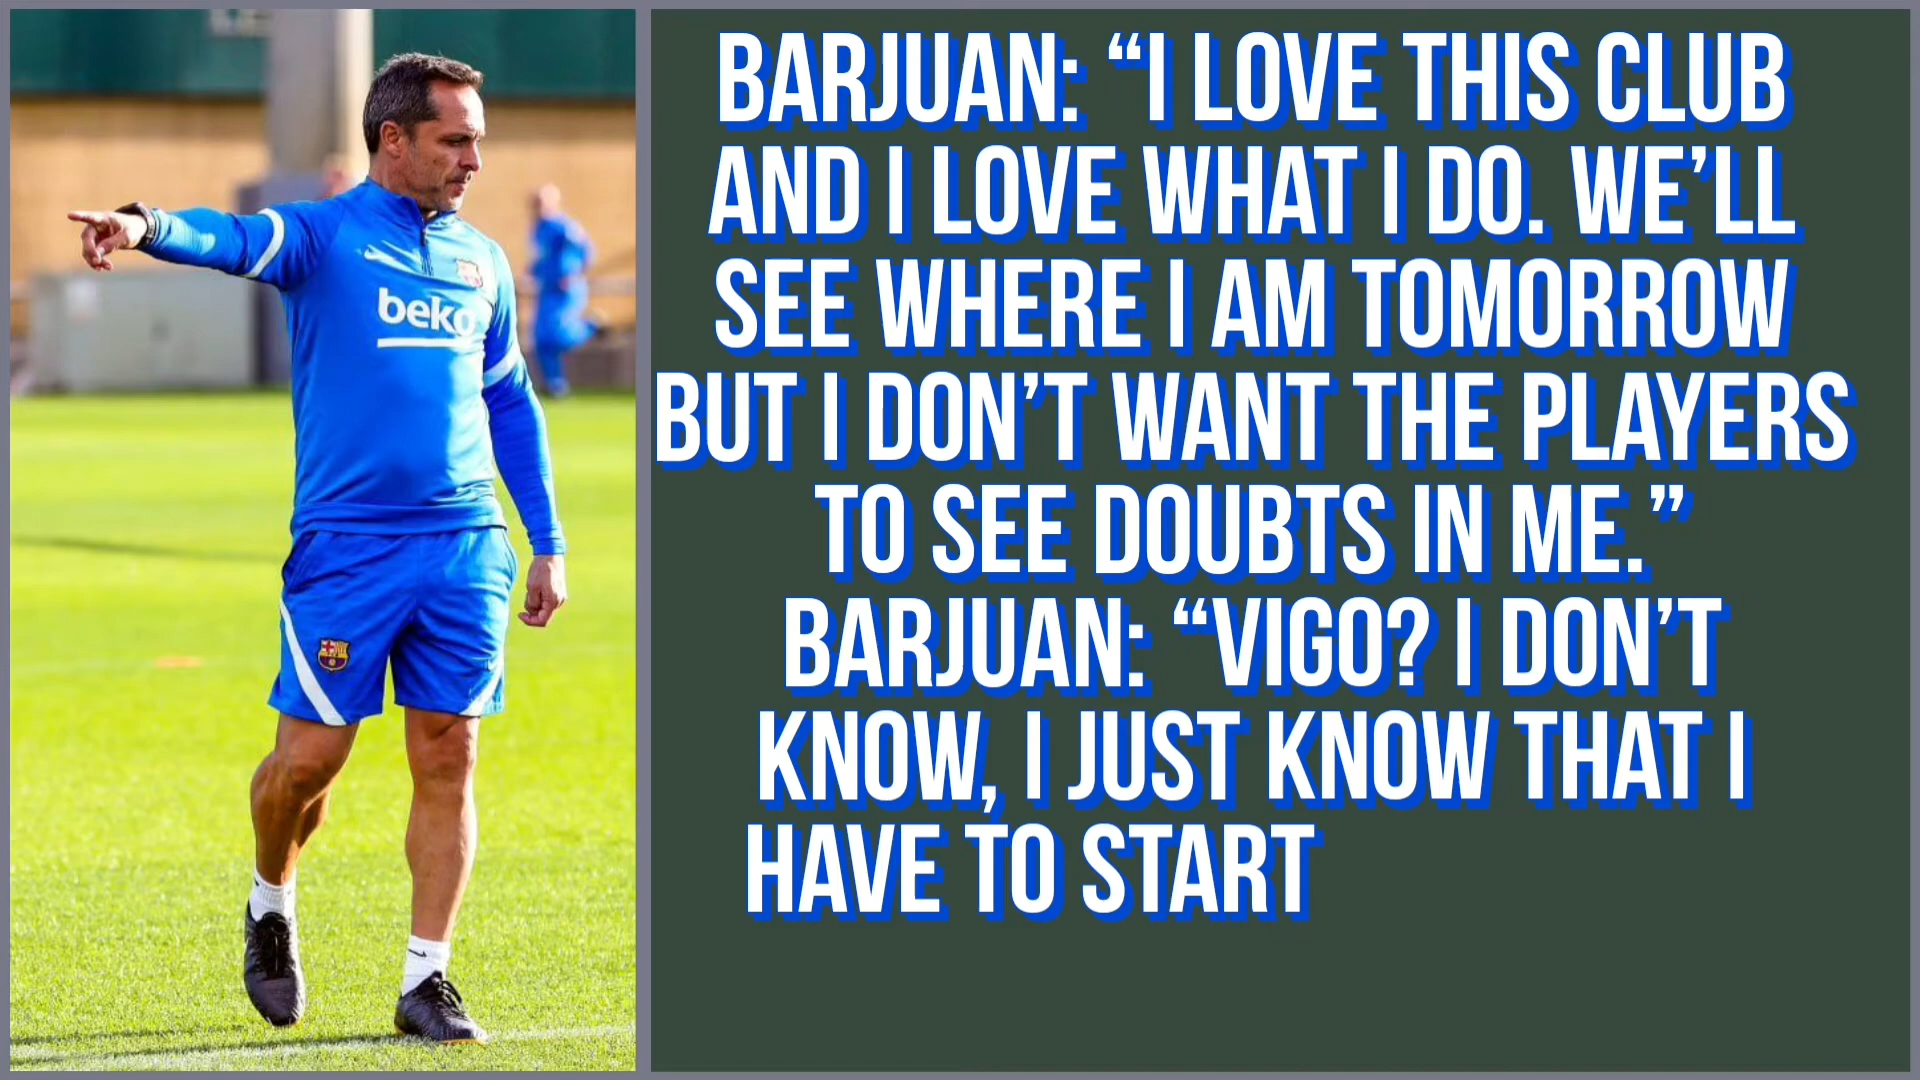 BARJUAN: “I LOVE THIS CLUB
AND I LOVE WHAT I DO. WE’LL
SEE WHERE I AM TOMORROW
BUT I DON’T WANT THE PLAYERS
TO SEE DOUBTS IN ME.”
BARJUAN: “VIGO? I DON’T
KNOW, I JUST KNOW THAT I
HAVE TO START
beko